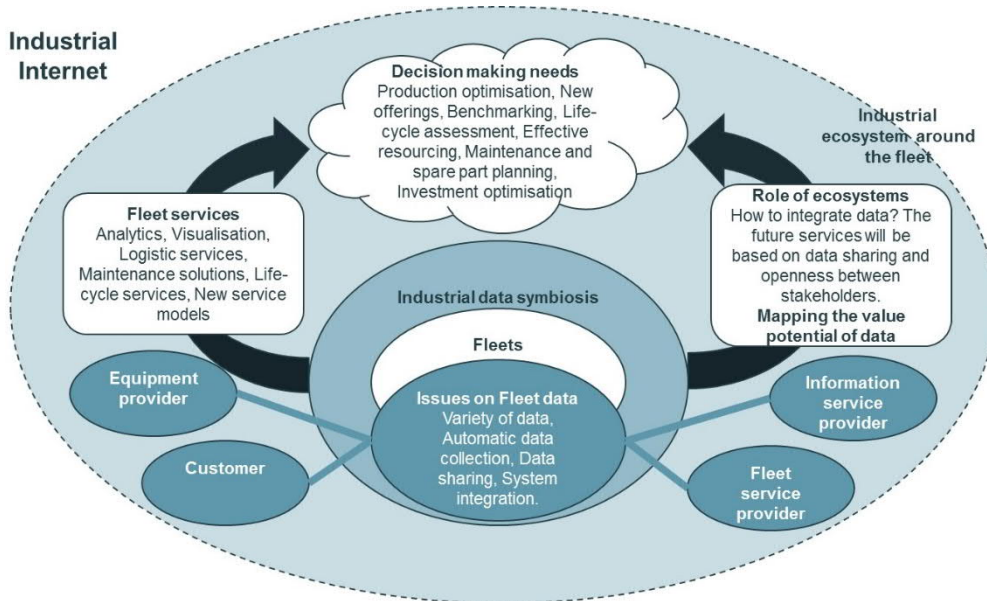 Industrial
Internet
Decision making needs
Production optimisation, New
offerings, Benchmarking, Life-
cycle assessment, Effective
resourcing, Maintenance and
spare part planning,
Investment optimisation
Industrial
ecosystem around
the fleet
Fleet services
Analytics, Visualisation,
Logistic services,
Maintenance solutions, Life-
cycle services, New service
models
Role of ecosystems
How to integrate data? The
future services will be
based on data sharing and
openness between
stakeholders.
Mapping the value
potential of data
Industrial data symbiosis
Fleets
Issues on Fleet data
Variety of data,
Automatic data
collection, Data
sharing, System
integration.
Equipment
provider
Customer
Information
service
provider
Fleet
service
provider